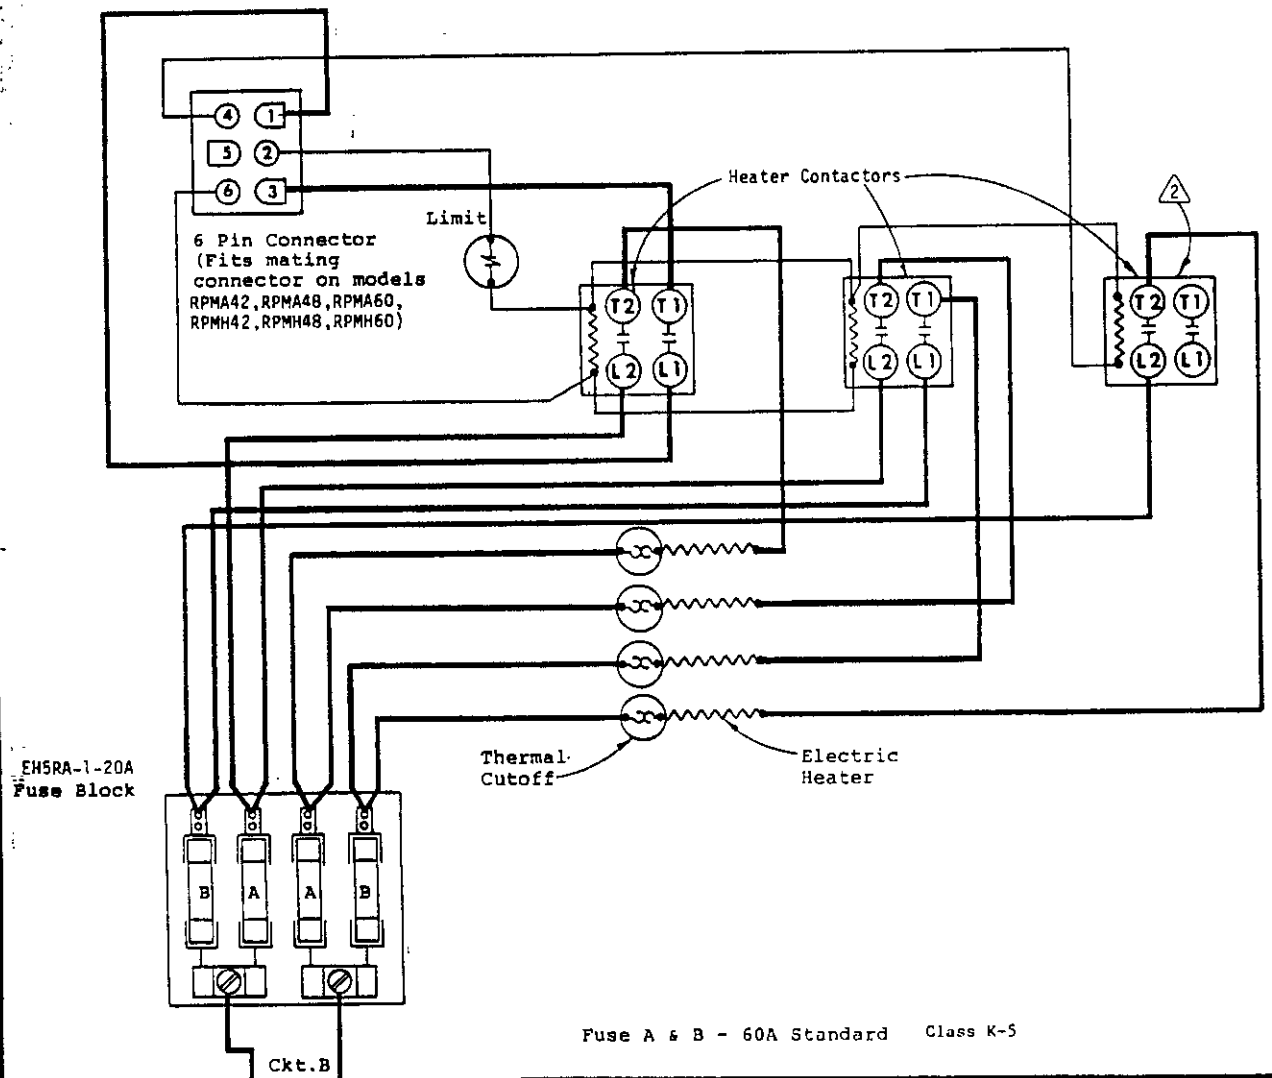 4 1
5 2
6 3
Heater Contactors
2
Limit
6 Pin Connector
(Fits mating
connector on models
RPMA42,RPMA48,RPMA60,
RPMH42,RPMH48,RPMH60)
T2 T1
L2 L1
T2 T1
L2 L1
T2 T1
L2 L1
Thermal
Cutoff
Electric
Heater
EH5RA-1-20A
Fuse Block
B A A B
Fuse A & B - 60A Standard Class K-5
Ckt.B